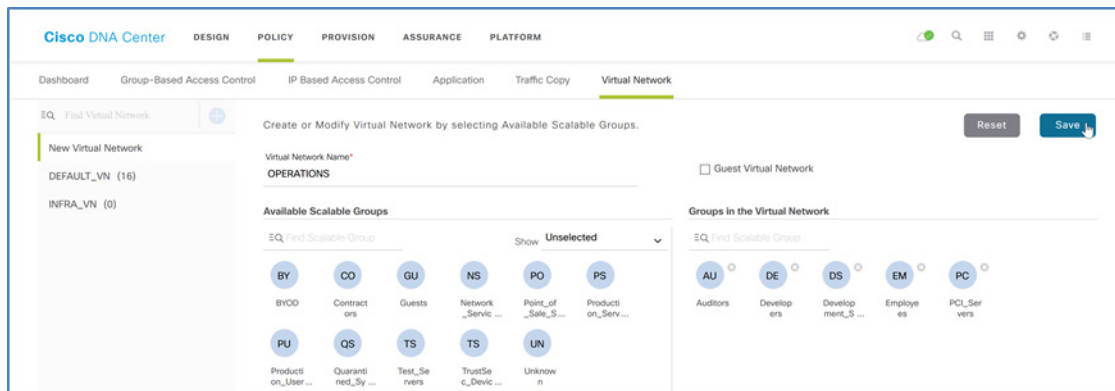 Cisco DNA Center DESIGN POLICY PROVISION ASSURANCE PLATFORM
Dashboard Group-Based Access Control IP Based Access Control Application Traffic Copy Virtual Network
Find Virtual Network
Create or Modify Virtual Network by selecting Available Scalable Groups.
Reset Save
New Virtual Network
DEFAULT_VN (16)
INFRA_VN (0)
Virtual Network Name*
OPERATIONS
Guest Virtual Network
Available Scalable Groups
Groups in the Virtual Network
EQ Find Scalable Group
Show Unselected
EQ Find Scalable Group
BY CO GU NS PO PS
BYOD Contract Guests Network Point_of Producti
ors _Servic ... _Sale_S... on_Serv ...
AU DE DS EM PC
Auditors Develop Develop Employe PCI_Ser
ers ment_S ... es vers
PU QS TS TS UN
Producti Quaranti Test_Se TrustSe Unknow
on_User... ned_Sy ... rvers c_Devic ... n